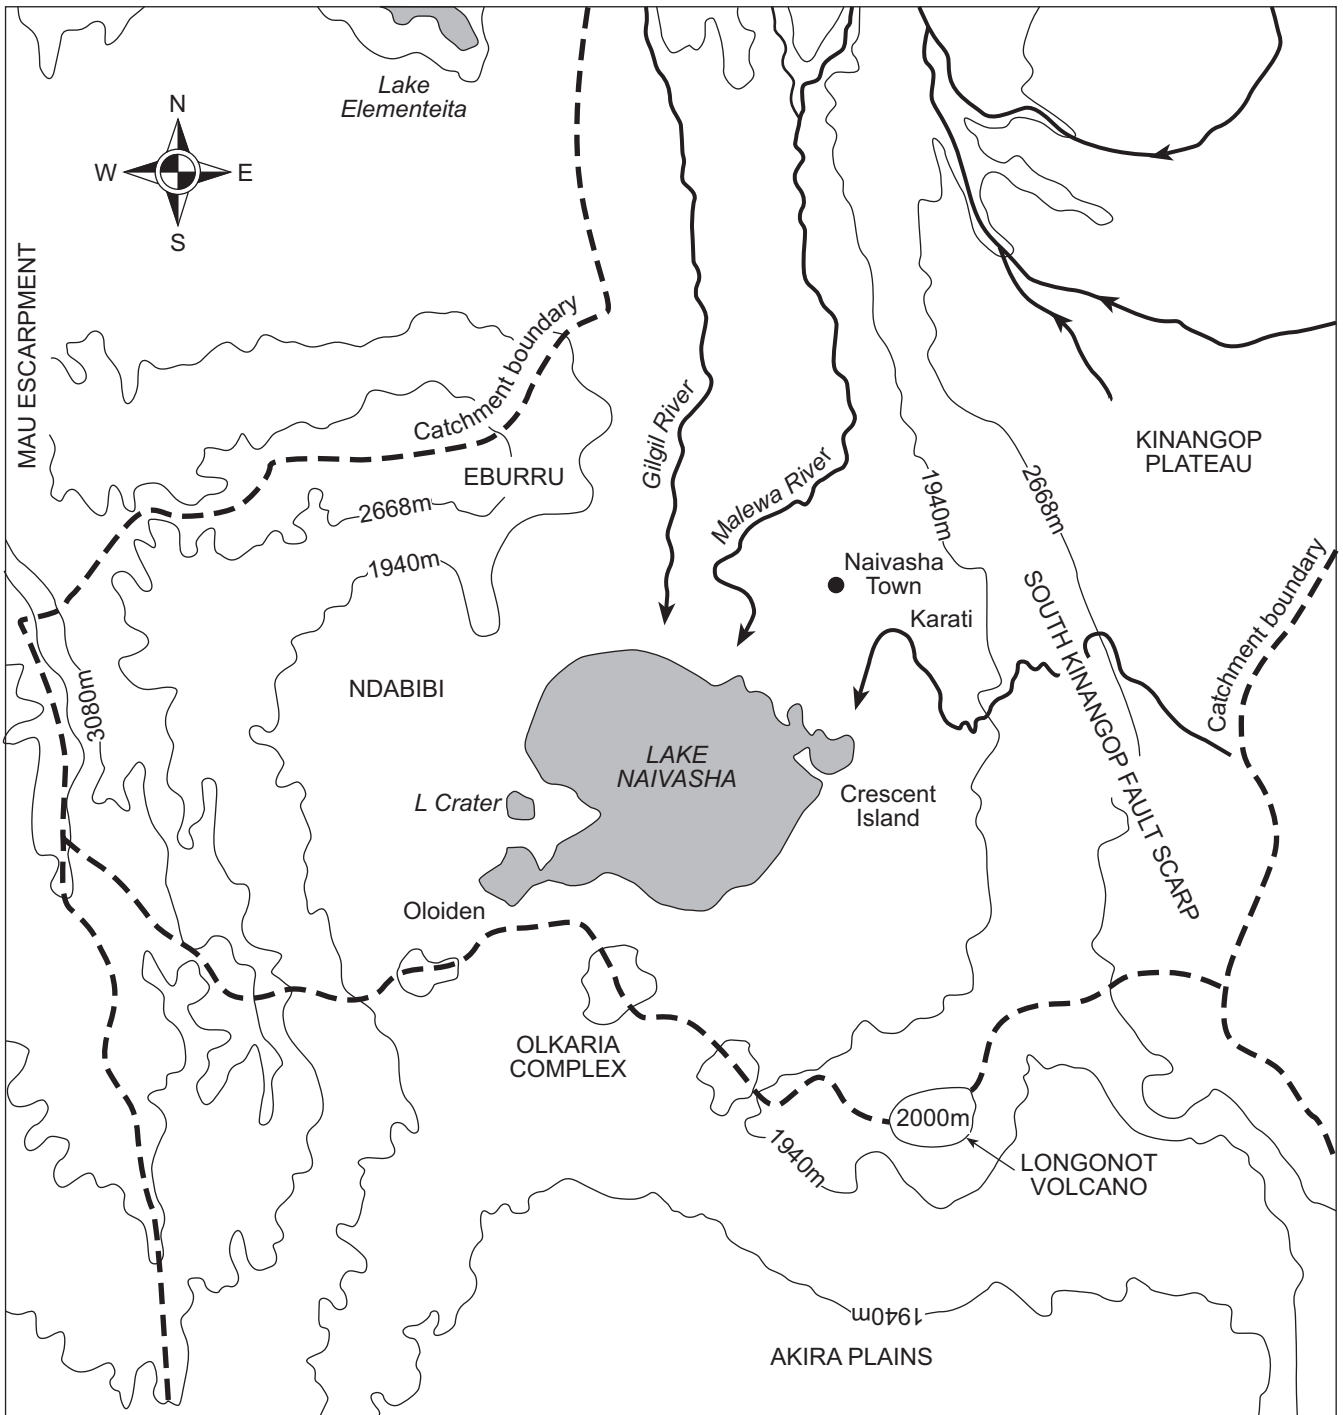 Lake
Elementeita
N
W
E
S
MAU ESCARPMENT
Catchment boundary
Gilgil River
Malewa River
KINANGOP
PLATEAU
EBURRU
2668m
1940m
2668m
1940m
Naivasha
Town
Karati
SOUTH KINANGOP FAULT SCARP
Catchment boundary
3080m
NDABIBI
LAKE
NAIVASHA
L Crater
Crescent
Island
Oloiden
OLKARIA
COMPLEX
2000m
1940m
LONGONOT
VOLCANO
1940m
AKIRA PLAINS